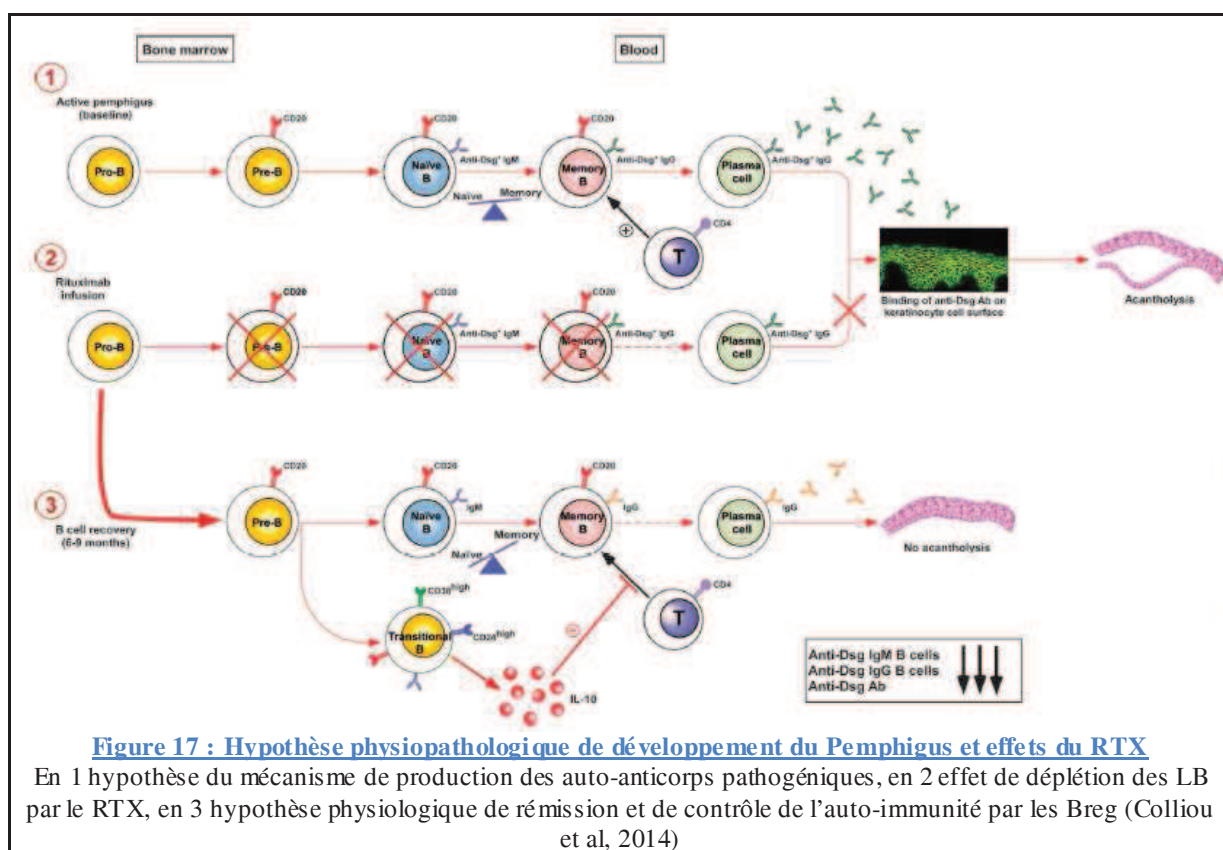 Bone marrow
Blood
1
Active pemphigus
(baseline)
CD20
CD20
CD20
Pro-B
Pre-B
Naïve
B
Anti-Dsg⁺ IgM
Memory
B
Anti-Dsg⁺ IgG
Plasma
cell
Anti-Dsg⁺ IgG
Naïve
Memory
+
CD4
T
Binding of anti-Dsg Ab on
keratinocyte cell surface
Acantholysis
2
Rituximab
infusion
CD20
CD20
CD20
Pro-B
Pre-B
Naïve
B
Anti-Dsg⁺ IgM
Memory
B
Anti-Dsg⁺ IgG
Plasma
cell
Anti-Dsg⁺ IgG
3
B cell recovery
(6-9 months)
CD20
CD20
CD20
Pre-B
Naïve
B
IgM
Memory
B
IgG
Plasma
cell
IgG
No acantholysis
Naïve
Memory
CD4
T
high
Transitional
B
high
−
IL-10
Anti-Dsg IgM B cells
Anti-Dsg IgG B cells
Anti-Dsg Ab
Figure 17 : Hypothèse physiopathologique de développement du Pemphigus et effets du RTX
En 1 hypothèse du mécanisme de production des auto-anticorps pathogéniques, en 2 effet de déplétion des LB
par le RTX, en 3 hypothèse physiologique de rémission et de contrôle de l'auto-immunité par les Breg (Colliou
et al, 2014)